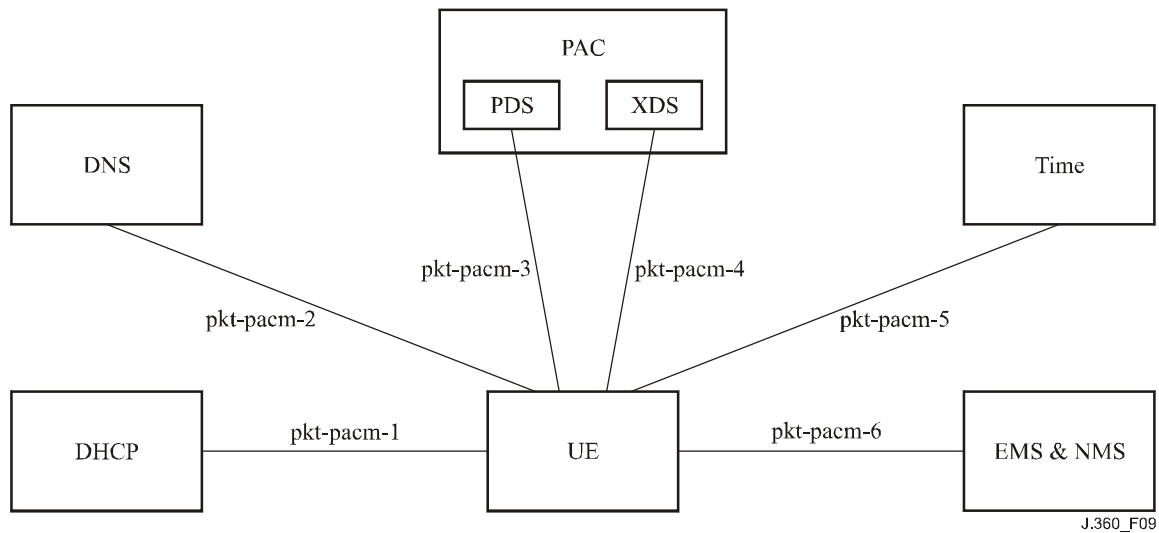 PAC
PDS
XDS
DNS
Time
pkt-pacm-3
pkt-pacm-4
pkt-pacm-2
pkt-pacm-5
pkt-pacm-1
pkt-pacm-6
DHCP
UE
EMS & NMS
J.360_F09